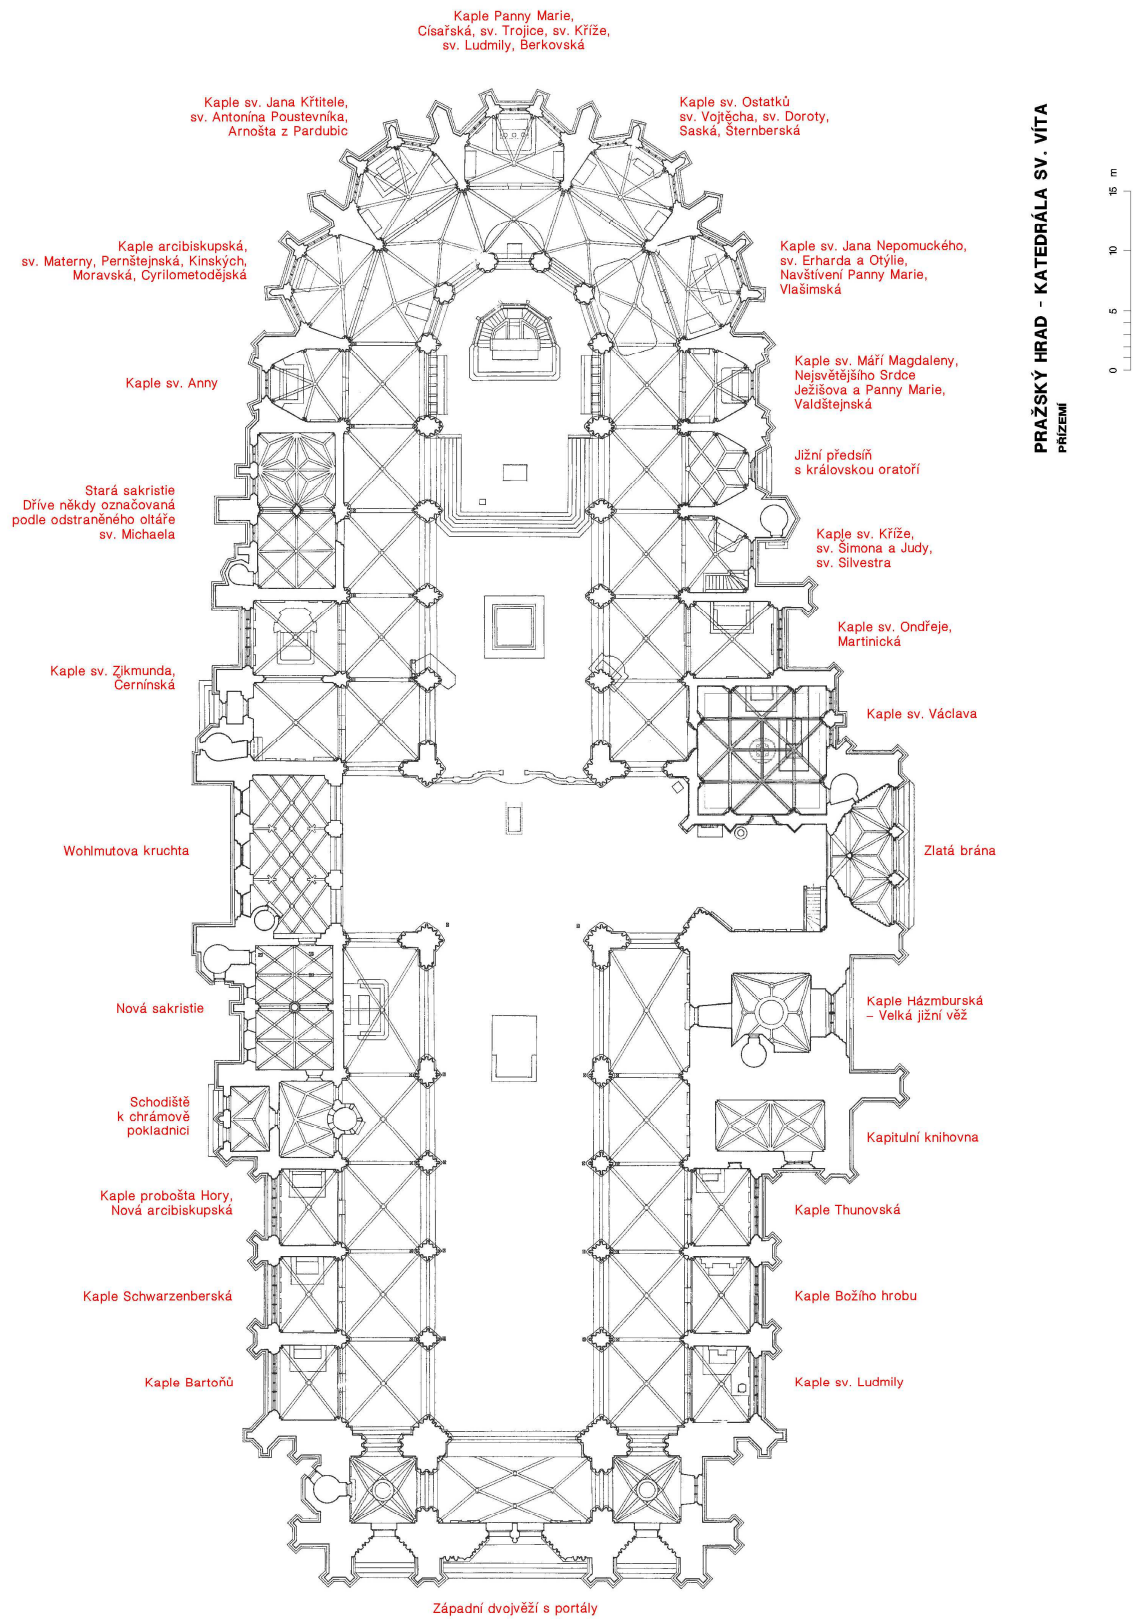 Kaple Panny Marie,
Císařská, sv. Trojice, sv. Kříže,
sv. Ludmily, Berkovská
Kaple sv. Jana Křtitele,
sv. Antonína Poustevníka,
Arnošta z Pardubic
Kaple sv. Ostatků
sv. Vojtěcha, sv. Doroty,
Saská, Šternberská
Kaple arcibiskupská,
sv. Materny, Pernštejnská, Kinských,
Moravská, Cyrilometodějská
Kaple sv. Jana Nepomuckého,
sv. Erharda a Otýlie,
Navštívení Panny Marie,
Vlašimská
Kaple sv. Anny
Kaple sv. Máří Magdaleny,
Nejsvětějšího Srdce
Ježíšova a Panny Marie,
Valdštejnská
Jižní předsíň
s královskou oratoří
Stará sakristie
Dříve někdy označovaná
podle odstraněného oltáře
sv. Michaela
Kaple sv. Kříže,
sv. Šimona a Judy,
sv. Silvestra
Kaple sv. Ondřeje,
Martinická
Kaple sv. Zikmunda,
Černínská
Kaple sv. Václava
Wohlmutova kruchta
Zlatá brána
Nová sakristie
Kaple Házmburská
– Velká jižní věž
Schodiště
k chrámově
pokladnici
Kapitulní knihovna
Kaple probošta Hory,
Nová arcibiskupská
Kaple Thunovská
Kaple Schwarzenberská
Kaple Božího hrobu
Kaple Bartoňů
Kaple sv. Ludmily
Západní dvojvěží s portály
PRAŽSKÝ HRAD - KATEDRÁLA SV. VÍTA
PŘÍZEMÍ
0 5 10 15 m